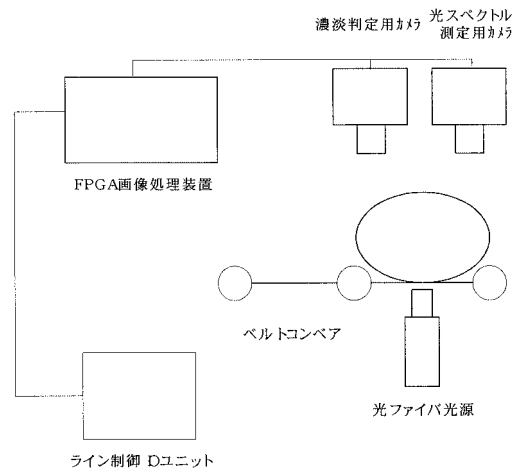 濃淡判定用カメラ
光スペクトル
測定用カメラ
FPGA画像処理装置
ベルトコンベア
光ファイバ光源
ライン制御 IOユニット